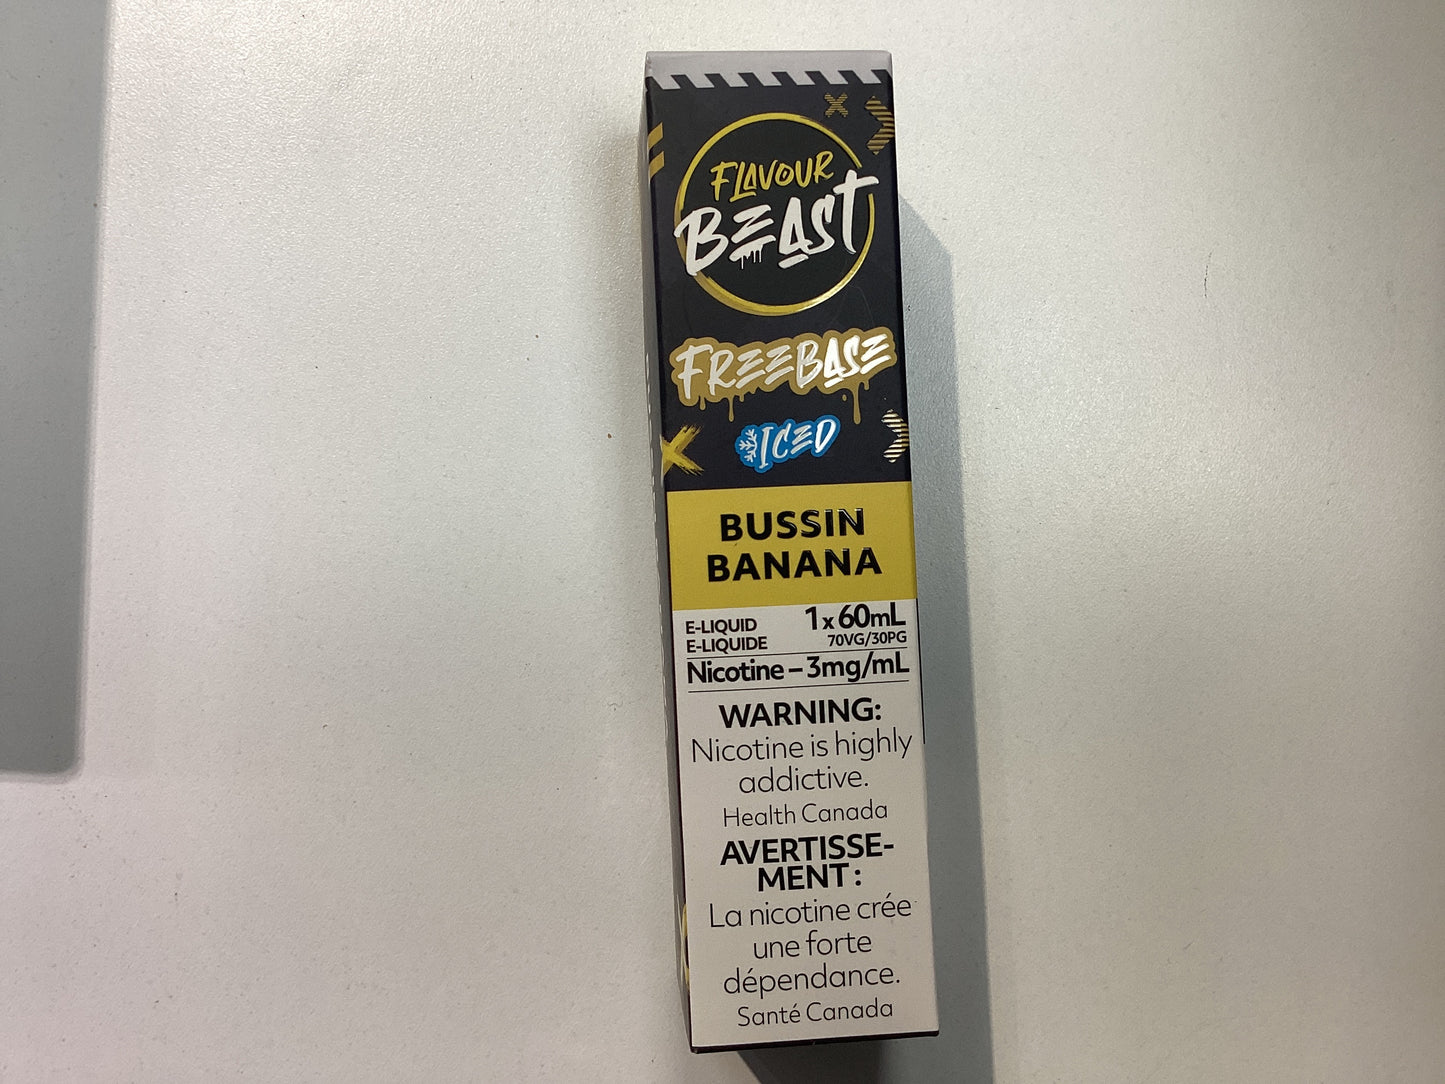 FLAVOUR
BEAST
FREEBASE
ICED
BUSSIN
BANANA
E-LIQUID 1 x 60mL
E-LIQUIDE 70VG/30PG
Nicotine – 3mg/mL
WARNING:
Nicotine is highly
addictive.
Health Canada
AVERTISSE-
MENT :
La nicotine crée
une forte
dépendance.
Santé Canada